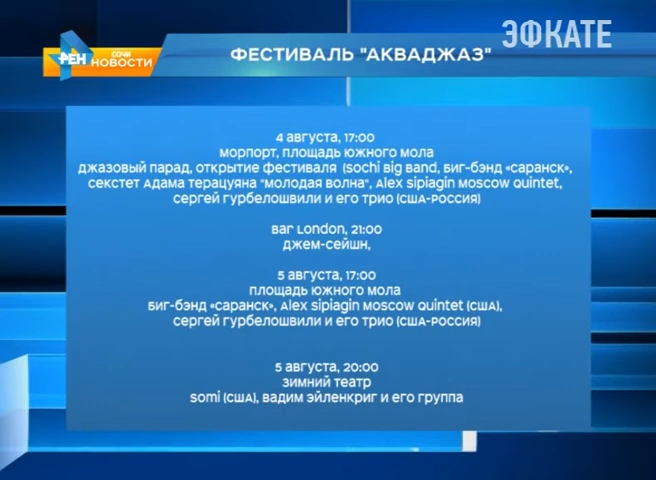 ЭФКАТЕ
РЕН
СОЧИ
НОВОСТИ
ФЕСТИВАЛЬ "АКВАДЖАЗ"
4 августа, 17:00
морпорт, площадь южного мола
джазовый парад, открытие фестиваля (sochi Big Band, Биг-Бэнд «саранск»,
секстет Адама терацуяна "молодая волна", Alex sipiagin moscow Quintet,
сергей гурбелошвили и его трио (США-Россия)
Bar London, 21:00
джем-сейшн,
5 августа, 17:00
площадь южного мола
Биг-Бэнд «саранск», Alex sipiagin moscow Quintet (США),
сергей гурбелошвили и его трио (США-Россия)
5 августа, 20:00
зимний театр
somi (США), вадим эйленкриг и его группа